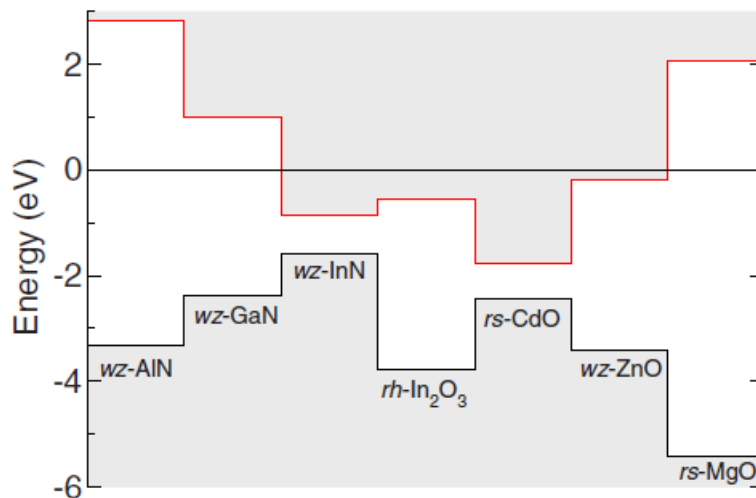 Energy (eV)
2
0
-2
-4
-6
wz-AlN
wz-GaN
wz-InN
rh-In₂O₃
rs-CdO
wz-ZnO
rs-MgO